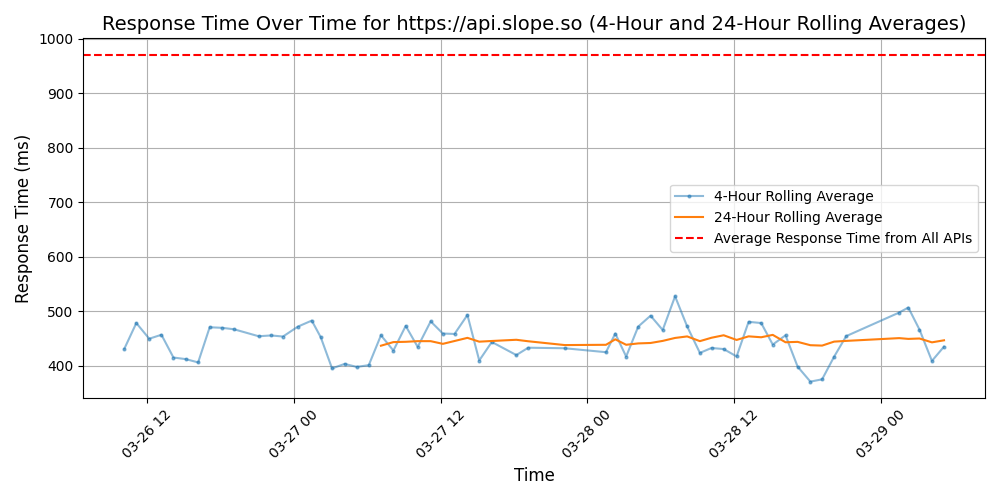 Response Time Over Time for https://api.slope.so (4-Hour and 24-Hour Rolling Averages)
Response Time (ms)
1000
900
800
700
600
500
400
4-Hour Rolling Average
24-Hour Rolling Average
Average Response Time from All APIs
03-26 12
03-27 00
03-27 12
03-28 00
03-28 12
03-29 00
Time